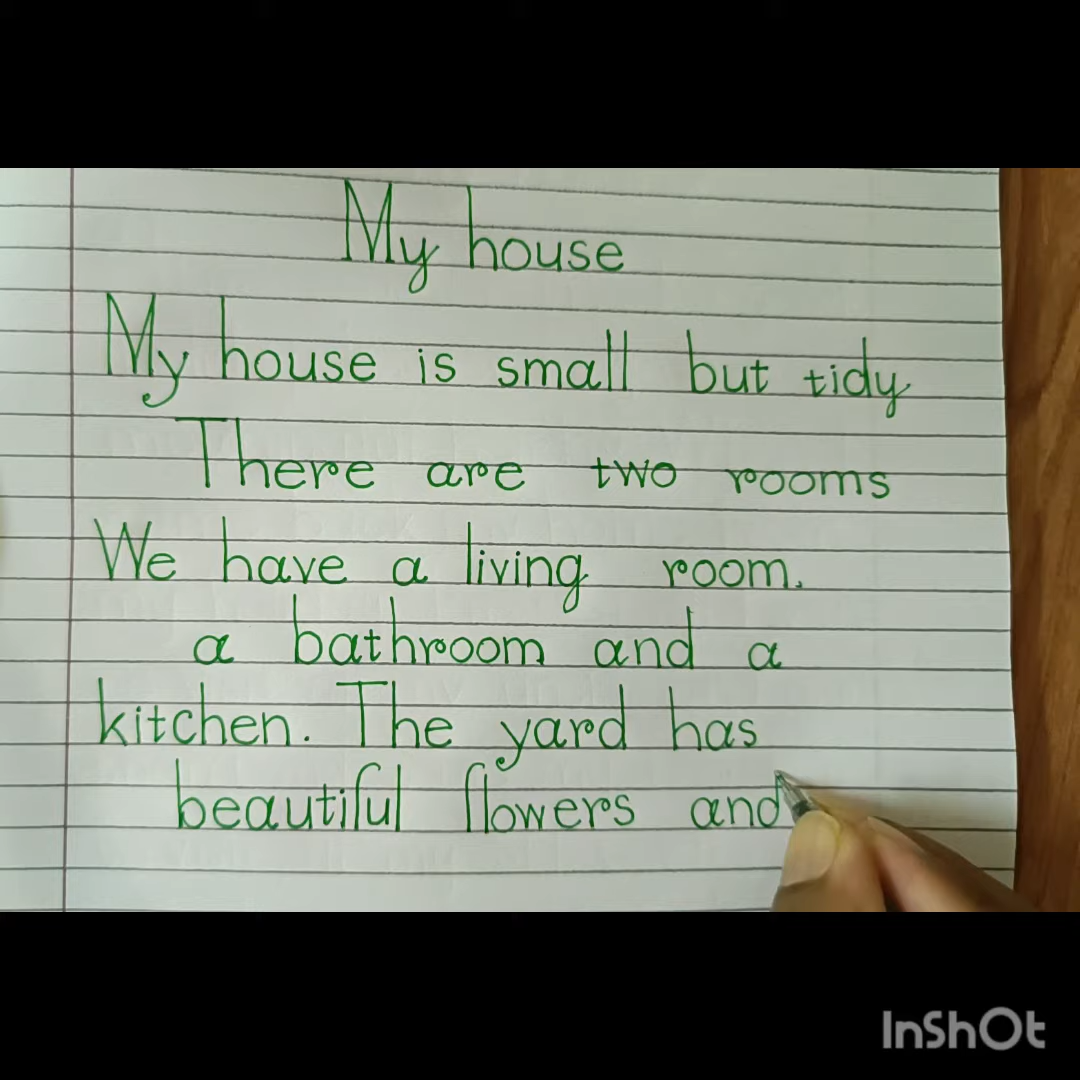 My house
My house is small but tidy
There are two rooms
We have a living room.
a bathroom and a
kitchen. The yard has
beautiful flowers and
InShOt